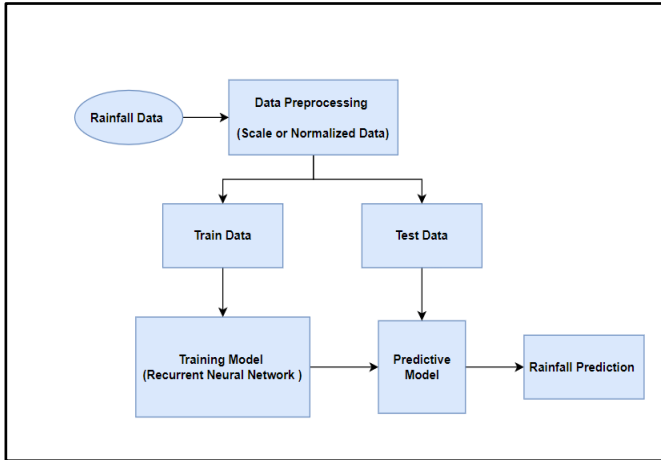 Rainfall Data
Data Preprocessing
(Scale or Normalized Data)
Train Data
Test Data
Training Model
(Recurrent Neural Network )
Predictive
Model
Rainfall Prediction